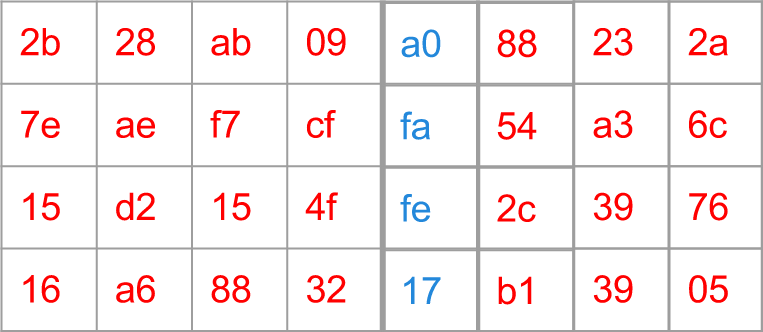 2b 28 ab 09 a0 88 23 2a
7e ae f7 cf fa 54 a3 6c
15 d2 15 4f fe 2c 39 76
16 a6 88 32 17 b1 39 05